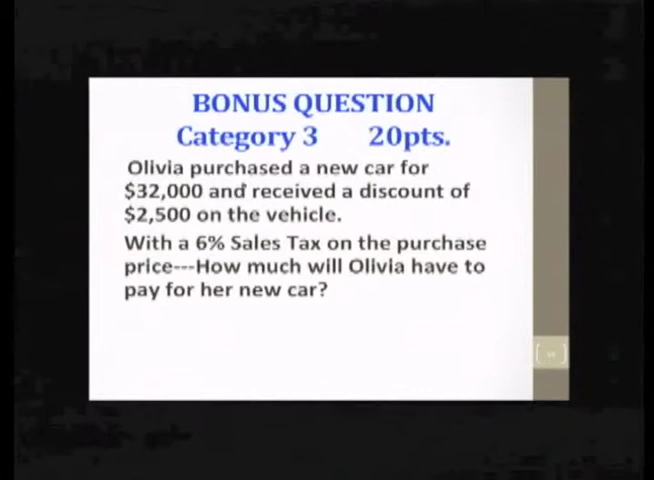 BONUS QUESTION
Category 3 20pts.
Olivia purchased a new car for
$32,000 and received a discount of
$2,500 on the vehicle.
With a 6% Sales Tax on the purchase
price---How much will Olivia have to
pay for her new car?